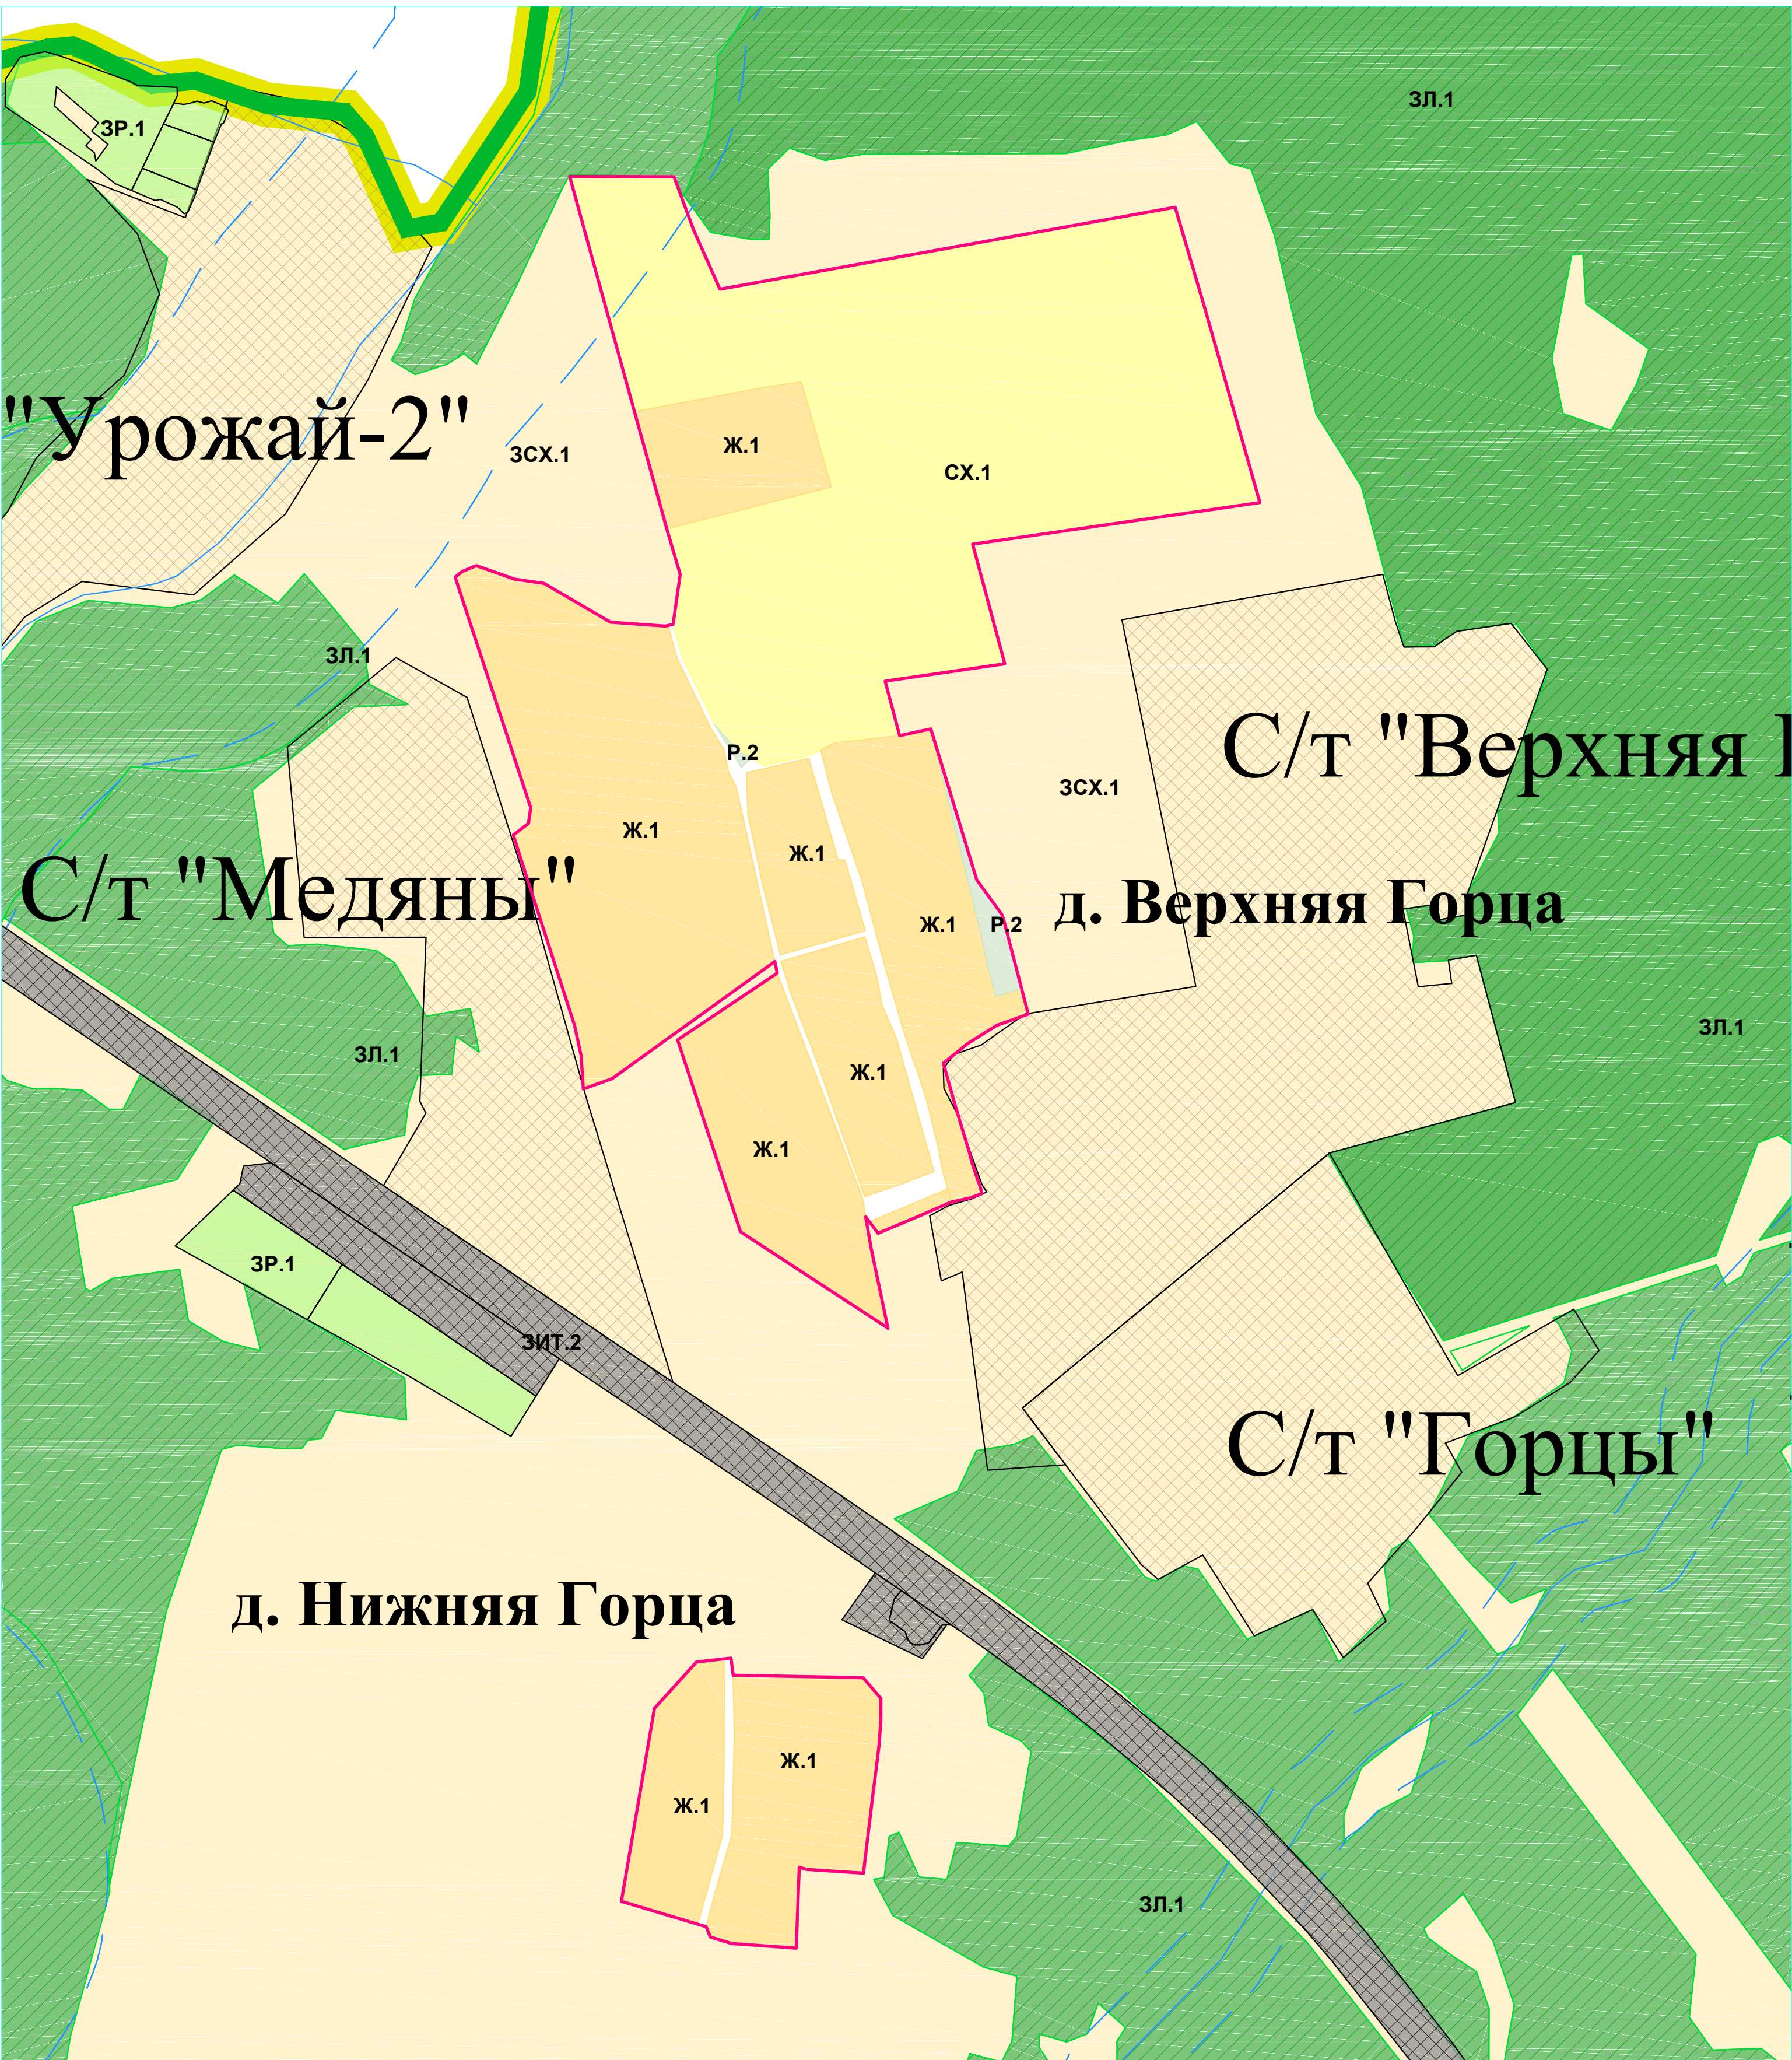 ЗЛ.1
ЗР.1
"Урожай-2"
Ж.1
ЗСХ.1
СХ.1
ЗЛ.1
С/т "Верхняя
Р.2
ЗСХ.1
Ж.1
Ж.1
С/т "Медяны"
д. Верхняя Горца
Ж.1
Р.2
ЗЛ.1
ЗЛ.1
Ж.1
Ж.1
ЗР.1
ЗИТ.2
С/т "Горцы"
д. Нижняя Горца
Ж.1
Ж.1
ЗЛ.1